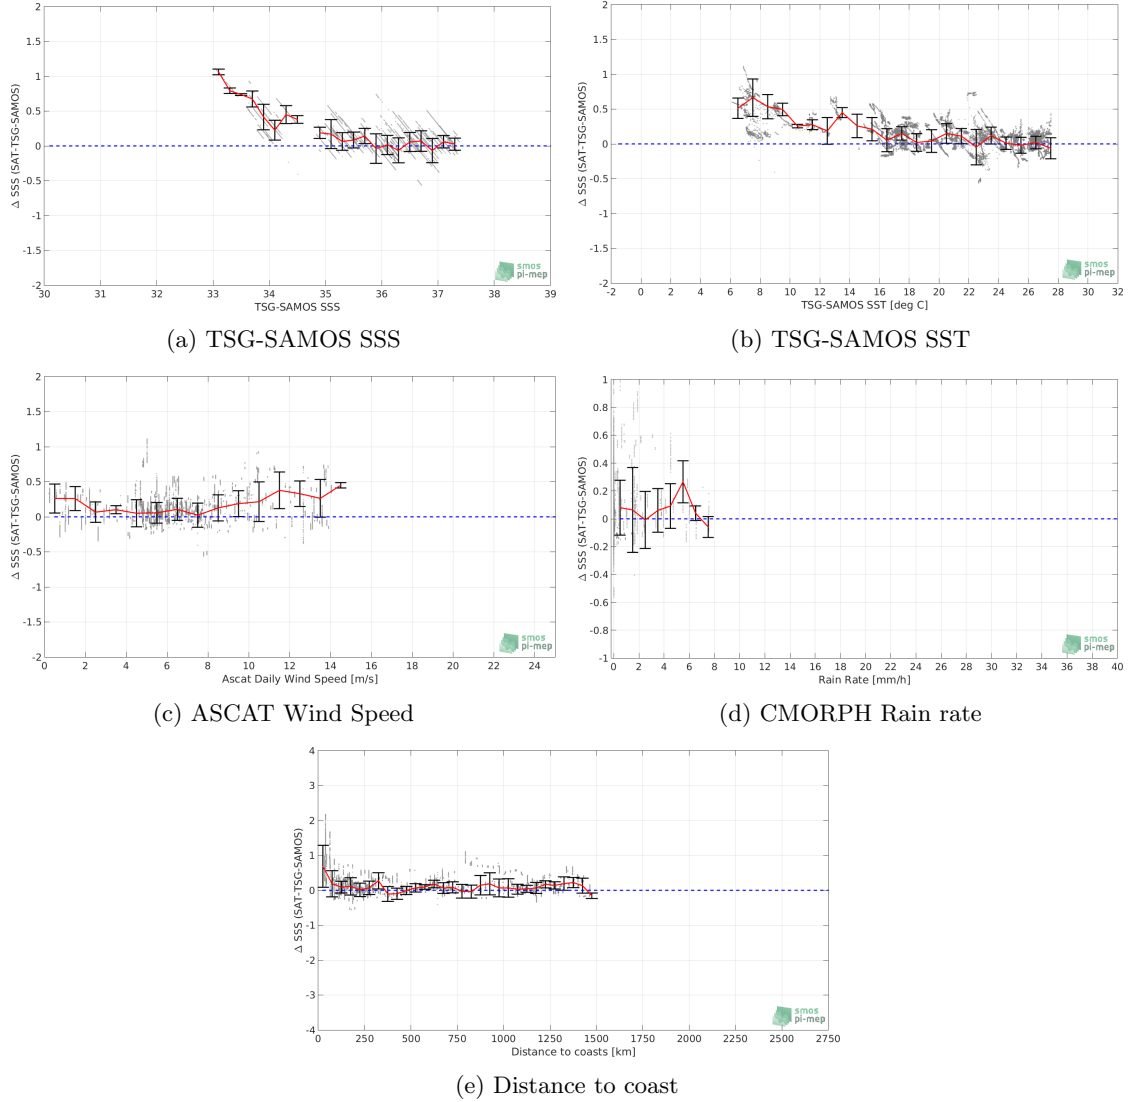 2
1.5
1
0.5
0
-0.5
-1
-1.5
-2
Δ SSS (SAT-TSG-SAMOS)
30 31 32 33 34 35 36 37 38 39
TSG-SAMOS SSS
smos
pi-mep
(a) TSG-SAMOS SSS
2
1.5
1
0.5
0
-0.5
-1
-1.5
-2
Δ SSS (SAT-TSG-SAMOS)
-2 0 2 4 6 8 10 12 14 16 18 20 22 24 26 28 30 32
TSG-SAMOS SST [deg C]
smos
pi-mep
(b) TSG-SAMOS SST
2
1.5
1
0.5
0
-0.5
-1
-1.5
-2
Δ SSS (SAT-TSG-SAMOS)
0 2 4 6 8 10 12 14 16 18 20 22 24
Ascat Daily Wind Speed [m/s]
smos
pi-mep
(c) ASCAT Wind Speed
1
0.8
0.6
0.4
0.2
0
-0.2
-0.4
-0.6
-0.8
-1
Δ SSS (SAT-TSG-SAMOS)
0 2 4 6 8 10 12 14 16 18 20 22 24 26 28 30 32 34 36 38 40
Rain Rate [mm/h]
smos
pi-mep
(d) CMORPH Rain rate
4
3
2
1
0
-1
-2
-3
-4
Δ SSS (SAT-TSG-SAMOS)
0 250 500 750 1000 1250 1500 1750 2000 2250 2500 2750
Distance to coasts [km]
smos
pi-mep
(e) Distance to coast